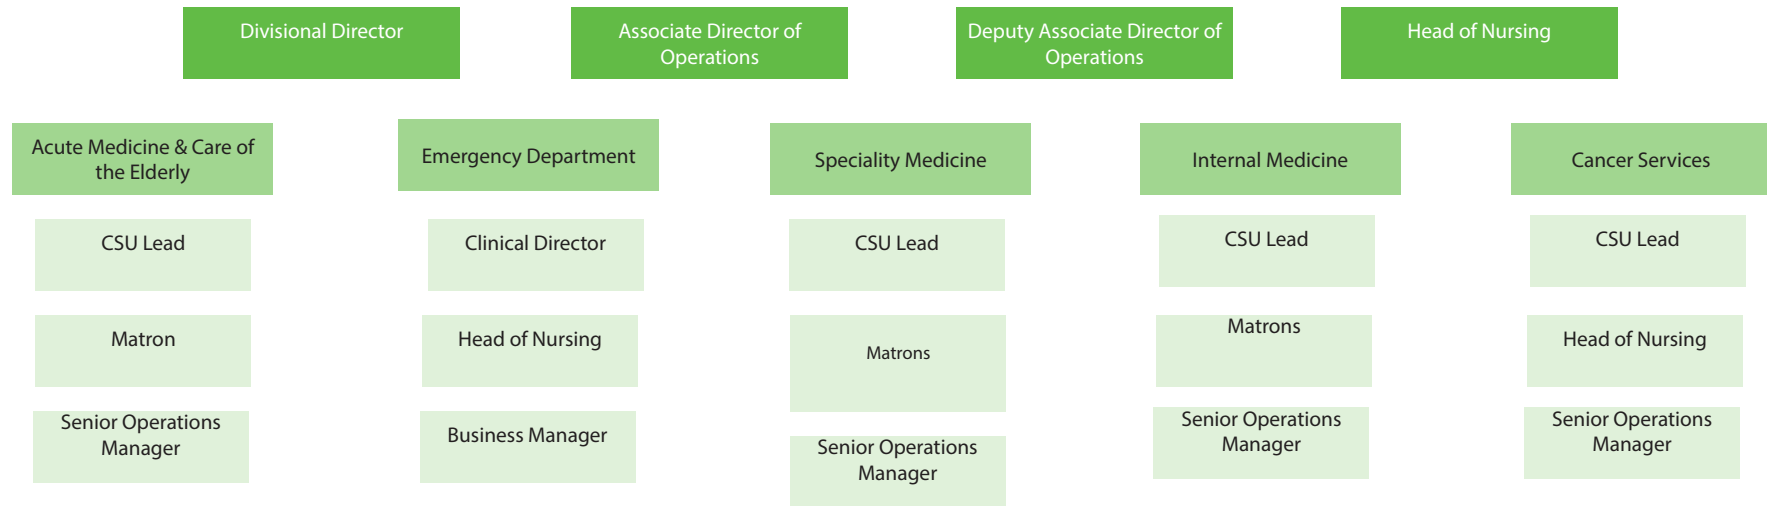 Divisional Director
Associate Director of
Operations
Deputy Associate Director of
Operations
Head of Nursing
Acute Medicine & Care of
the Elderly
Emergency Department
Speciality Medicine
Internal Medicine
Cancer Services
CSU Lead
Clinical Director
CSU Lead
CSU Lead
CSU Lead
Matron
Head of Nursing
Matrons
Matrons
Head of Nursing
Senior Operations
Manager
Business Manager
Senior Operations
Manager
Senior Operations
Manager
Senior Operations
Manager